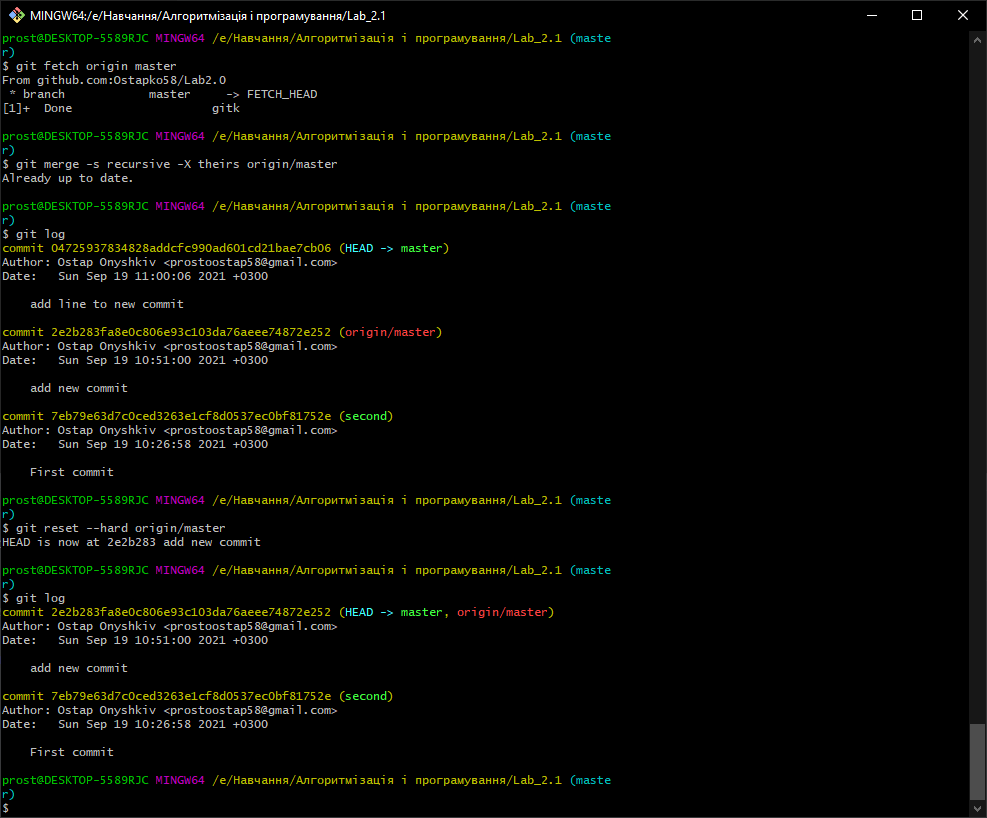 MINGW64:/e/Навчання/Алгоритмізація і програмування/Lab_2.1
prost@DESKTOP-5589RJC MINGW64 /e/Навчання/Алгоритмізація і програмування/Lab_2.1 (maste
r)
$ git fetch origin master
From github.com:Ostapko58/Lab2.0
 * branch            master     -> FETCH_HEAD
[1]+  Done                    gitk
prost@DESKTOP-5589RJC MINGW64 /e/Навчання/Алгоритмізація і програмування/Lab_2.1 (maste
r)
$ git merge -s recursive -X theirs origin/master
Already up to date.
prost@DESKTOP-5589RJC MINGW64 /e/Навчання/Алгоритмізація і програмування/Lab_2.1 (maste
r)
$ git log
commit 04725937834828addcfc990ad601cd21bae7cb06 (HEAD -> master)
Author: Ostap Onyshkiv <prostoostap58@gmail.com>
Date:   Sun Sep 19 11:00:06 2021 +0300
    add line to new commit
commit 2e2b283fa8e0c806e93c103da76aeee74872e252 (origin/master)
Author: Ostap Onyshkiv <prostoostap58@gmail.com>
Date:   Sun Sep 19 10:51:00 2021 +0300
    add new commit
commit 7eb79e63d7c0ced3263e1cf8d0537ec0bf81752e (second)
Author: Ostap Onyshkiv <prostoostap58@gmail.com>
Date:   Sun Sep 19 10:26:58 2021 +0300
    First commit
prost@DESKTOP-5589RJC MINGW64 /e/Навчання/Алгоритмізація і програмування/Lab_2.1 (maste
r)
$ git reset --hard origin/master
HEAD is now at 2e2b283 add new commit
prost@DESKTOP-5589RJC MINGW64 /e/Навчання/Алгоритмізація і програмування/Lab_2.1 (maste
r)
$ git log
commit 2e2b283fa8e0c806e93c103da76aeee74872e252 (HEAD -> master, origin/master)
Author: Ostap Onyshkiv <prostoostap58@gmail.com>
Date:   Sun Sep 19 10:51:00 2021 +0300
    add new commit
commit 7eb79e63d7c0ced3263e1cf8d0537ec0bf81752e (second)
Author: Ostap Onyshkiv <prostoostap58@gmail.com>
Date:   Sun Sep 19 10:26:58 2021 +0300
    First commit
prost@DESKTOP-5589RJC MINGW64 /e/Навчання/Алгоритмізація і програмування/Lab_2.1 (maste
r)
$